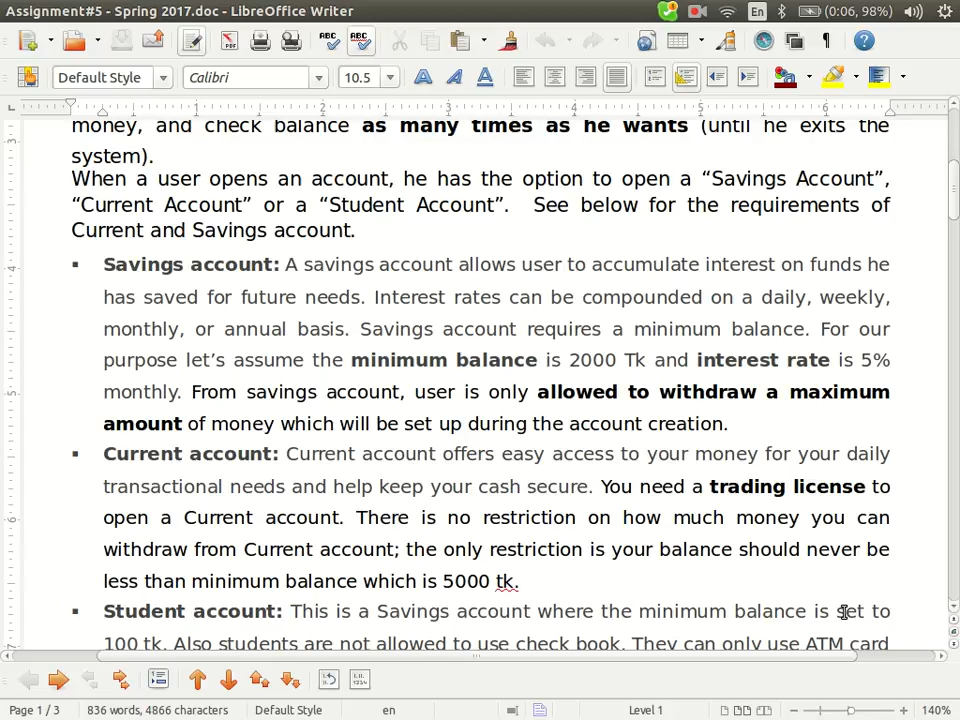 Assignment#5 - Spring 2017.doc - LibreOffice Writer
En (0:06, 98%)
Default Style Calibri 10.5
1 2 3 4 5 6
money, and check balance as many times as he wants (until he exits the
system).
When a user opens an account, he has the option to open a “Savings Account”,
“Current Account” or a “Student Account”. See below for the requirements of
Current and Savings account.
▪ Savings account: A savings account allows user to accumulate interest on funds he
has saved for future needs. Interest rates can be compounded on a daily, weekly,
monthly, or annual basis. Savings account requires a minimum balance. For our
purpose let’s assume the minimum balance is 2000 Tk and interest rate is 5%
monthly. From savings account, user is only allowed to withdraw a maximum
amount of money which will be set up during the account creation.
▪ Current account: Current account offers easy access to your money for your daily
transactional needs and help keep your cash secure. You need a trading license to
open a Current account. There is no restriction on how much money you can
withdraw from Current account; the only restriction is your balance should never be
less than minimum balance which is 5000 tk.
▪ Student account: This is a Savings account where the minimum balance is set to
100 tk. Also students are not allowed to use check book. They can only use ATM card
Page 1 / 3 836 words, 4866 characters Default Style en Level 1 140%